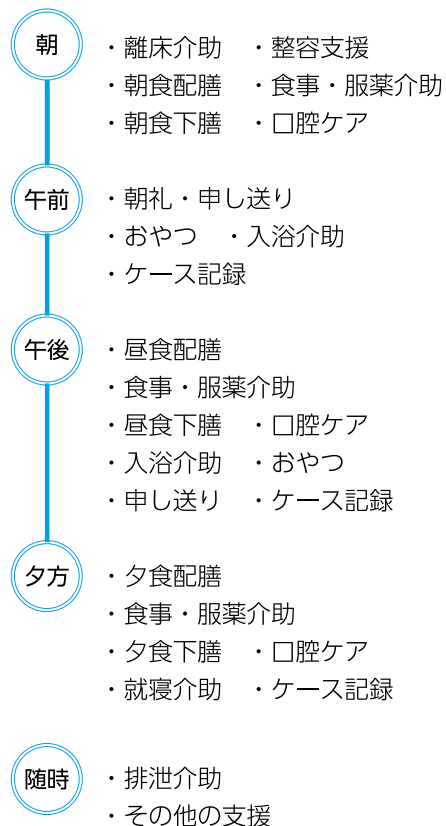 朝
・離床介助　・整容支援
・朝食配膳　・食事・服薬介助
・朝食下膳　・口腔ケア
午前
・朝礼・申し送り
・おやつ　・入浴介助
・ケース記録
午後
・昼食配膳
・食事・服薬介助
・昼食下膳　・口腔ケア
・入浴介助　・おやつ
・申し送り　・ケース記録
夕方
・夕食配膳
・食事・服薬介助
・夕食下膳　・口腔ケア
・就寝介助　・ケース記録
随時
・排泄介助
・その他の支援